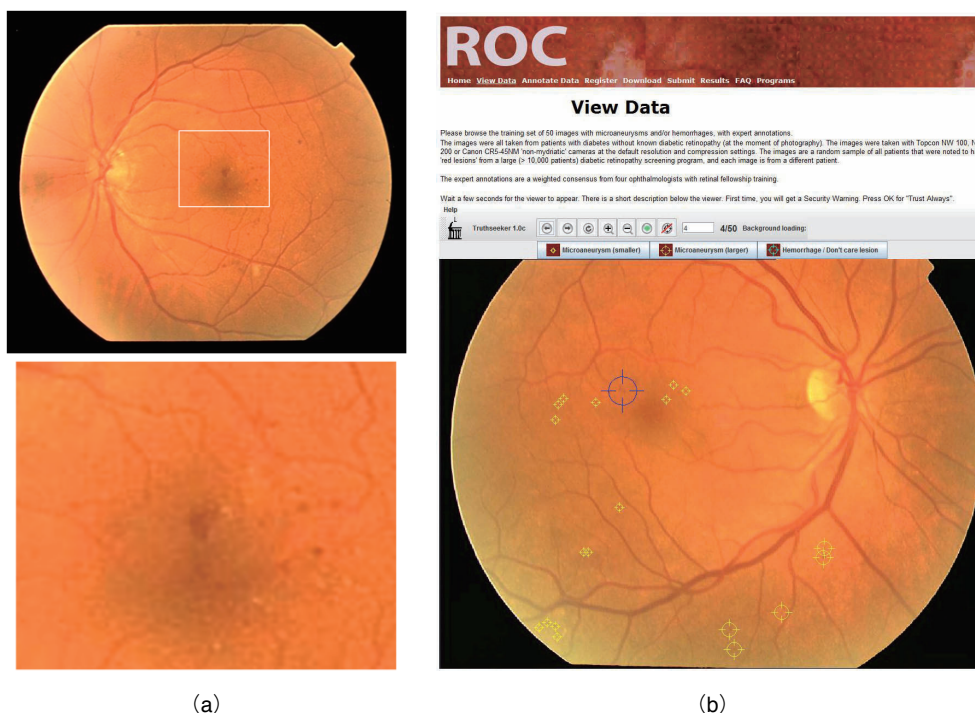 ROC
Home View Data Annotate Data Register Download Submit Results FAQ Programs
View Data
Please browse the training set of 50 images with microaneurysms and/or hemorrhages, with expert annotations.
The images were all taken from patients with diabetes without known diabetic retinopathy (at the moment of photography). The images were taken with Topcon NW 100, N
200 or Canon CR5-45NM 'non-mydriatic' cameras at the default resolution and compression settings. The images are a random sample of all patients that were noted to h
'red lesions' from a large (> 10,000 patients) diabetic retinopathy screening program, and each image is from a different patient.
The expert annotations are a weighted consensus from four ophthalmologists with retinal fellowship training.
Wait a few seconds for the viewer to appear. There is a short description below the viewer. First time, you will get a Security Warning. Press OK for "Trust Always".
Help
L
Truthseeker 1.0c 4 4/50 Background loading:
Microaneurysm (smaller) Microaneurysm (larger) Hemorrhage / Don't care lesion
(a) (b)